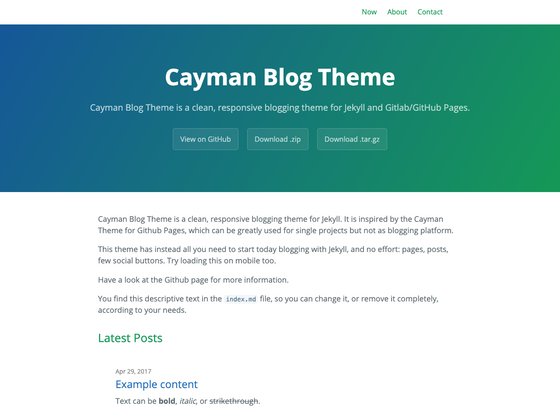 Now About Contact
Cayman Blog Theme
Cayman Blog Theme is a clean, responsive blogging theme for Jekyll and Gitlab/GitHub Pages.
View on GitHub Download .zip Download .tar.gz
Cayman Blog Theme is a clean, responsive blogging theme for Jekyll. It is inspired by the Cayman
Theme for Github Pages, which can be greatly used for single projects but not as blogging platform.
This theme has instead all you need to start today blogging with Jekyll, and no effort: pages, posts,
few social buttons. Try loading this on mobile too.
Have a look at the Github page for more information.
You find this descriptive text in the index.md file, so you can change it, or remove it completely,
according to your needs.
Latest Posts
Apr 29, 2017
Example content
Text can be bold, italic, or strikethrough.